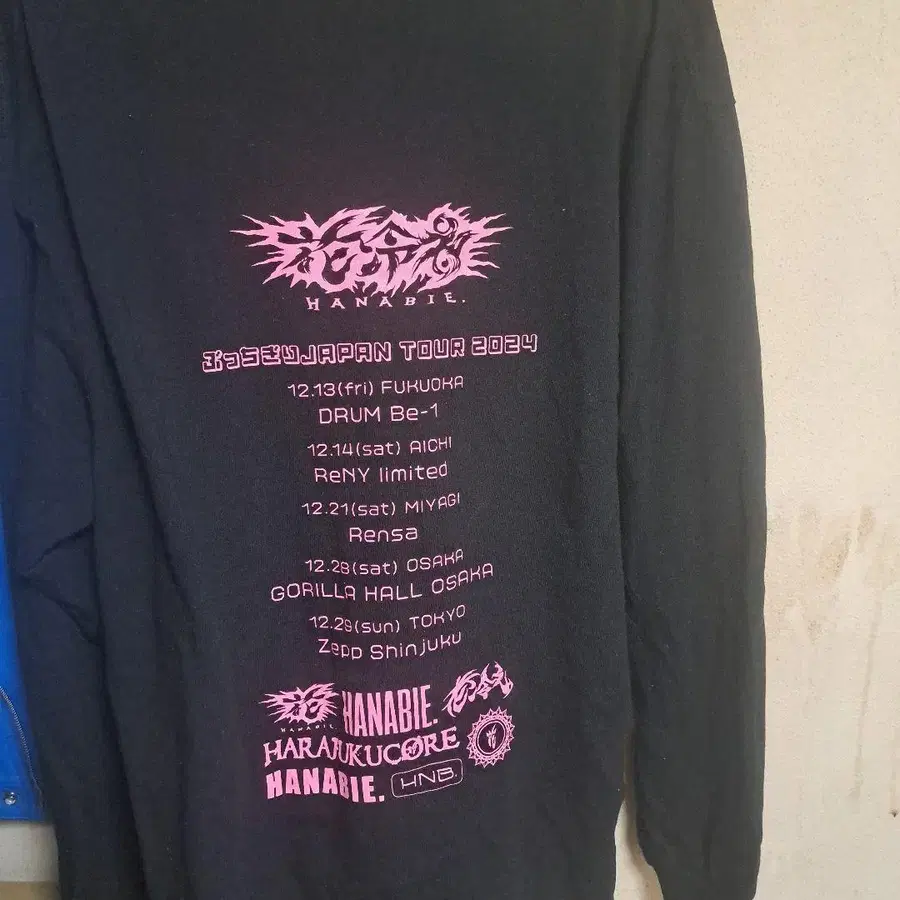 HANABIE.
ぶっちぎりJAPAN TOUR 2024
12.13(fri) FUKUOKA
DRUM Be-1
12.14(sat) AICHI
ReNY limited
12.21(sat) MIYAGI
Rensa
12.28(sat) OSAKA
GORILLA HALL OSAKA
12.29(sun) TOKYO
Zepp Shinjuku
HANABIE.
HANABIE.
HARAJUKUCORE
HANABIE.
HNB.